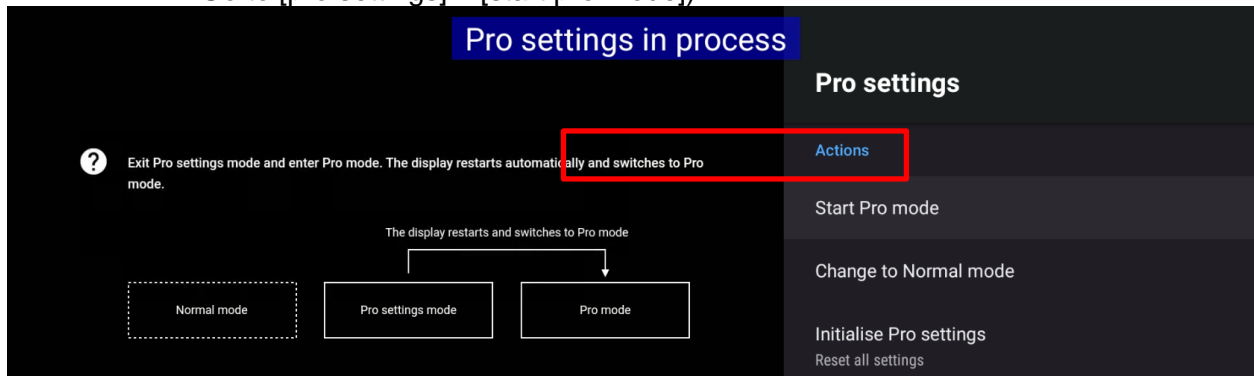 Pro settings in process
Pro settings
Actions
Exit Pro settings mode and enter Pro mode. The display restarts automatically and switches to Pro
mode.
Start Pro mode
The display restarts and switches to Pro mode
Change to Normal mode
Normal mode
Pro settings mode
Pro mode
Initialise Pro settings
Reset all settings